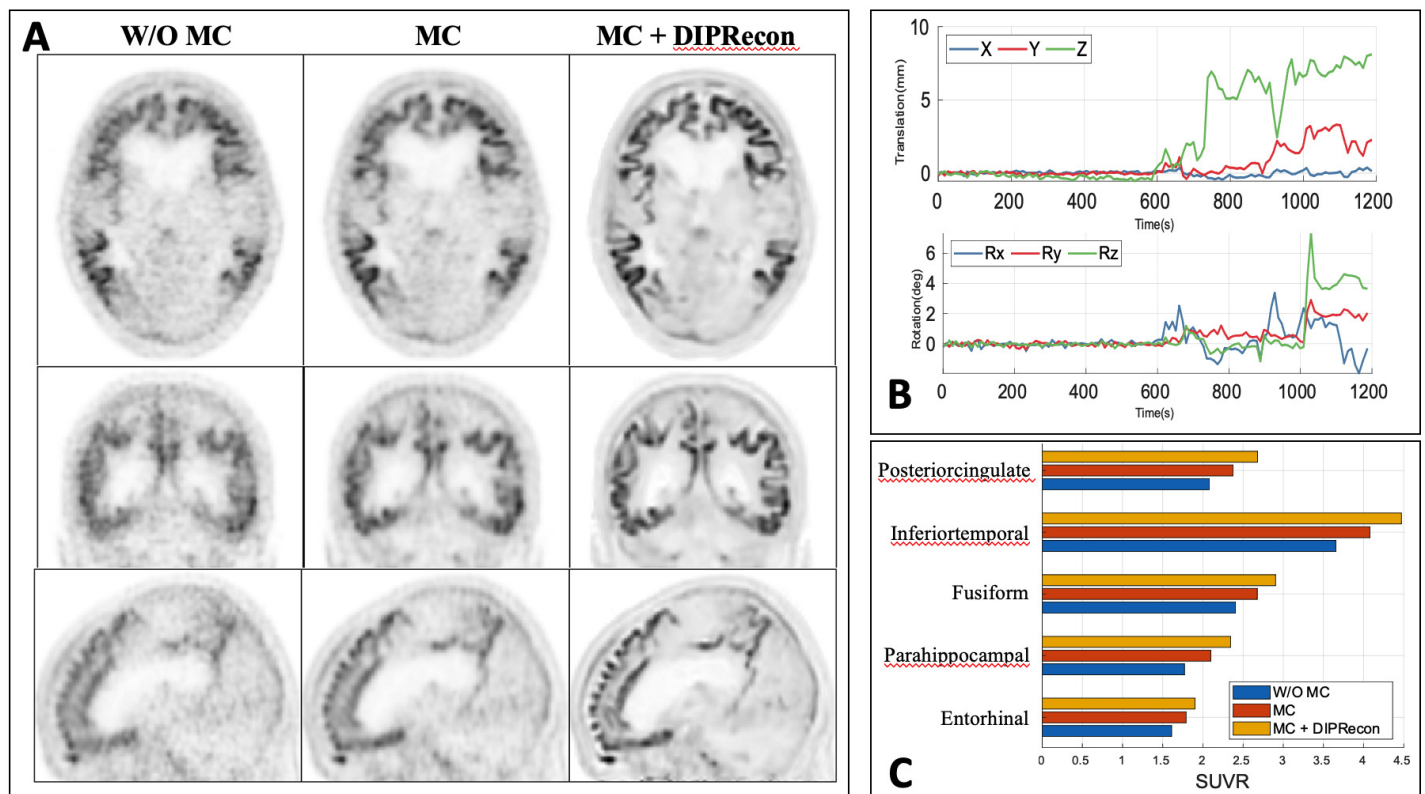 A
W/O MC MC MC + DIPRecon
X Y Z
Translation(mm)
10
5
0
0 200 400 600 800 1000 1200
Time(s)
Rx Ry Rz
Rotation(deg)
6
4
2
0
0 200 400 600 800 1000 1200
Time(s)
B
Posteriorcingulate
Inferiortemporal
Fusiform
Parahippocampal
Entorhinal
W/O MC
MC
MC + DIPRecon
0 0.5 1 1.5 2 2.5 3 3.5 4 4.5
SUVR
C